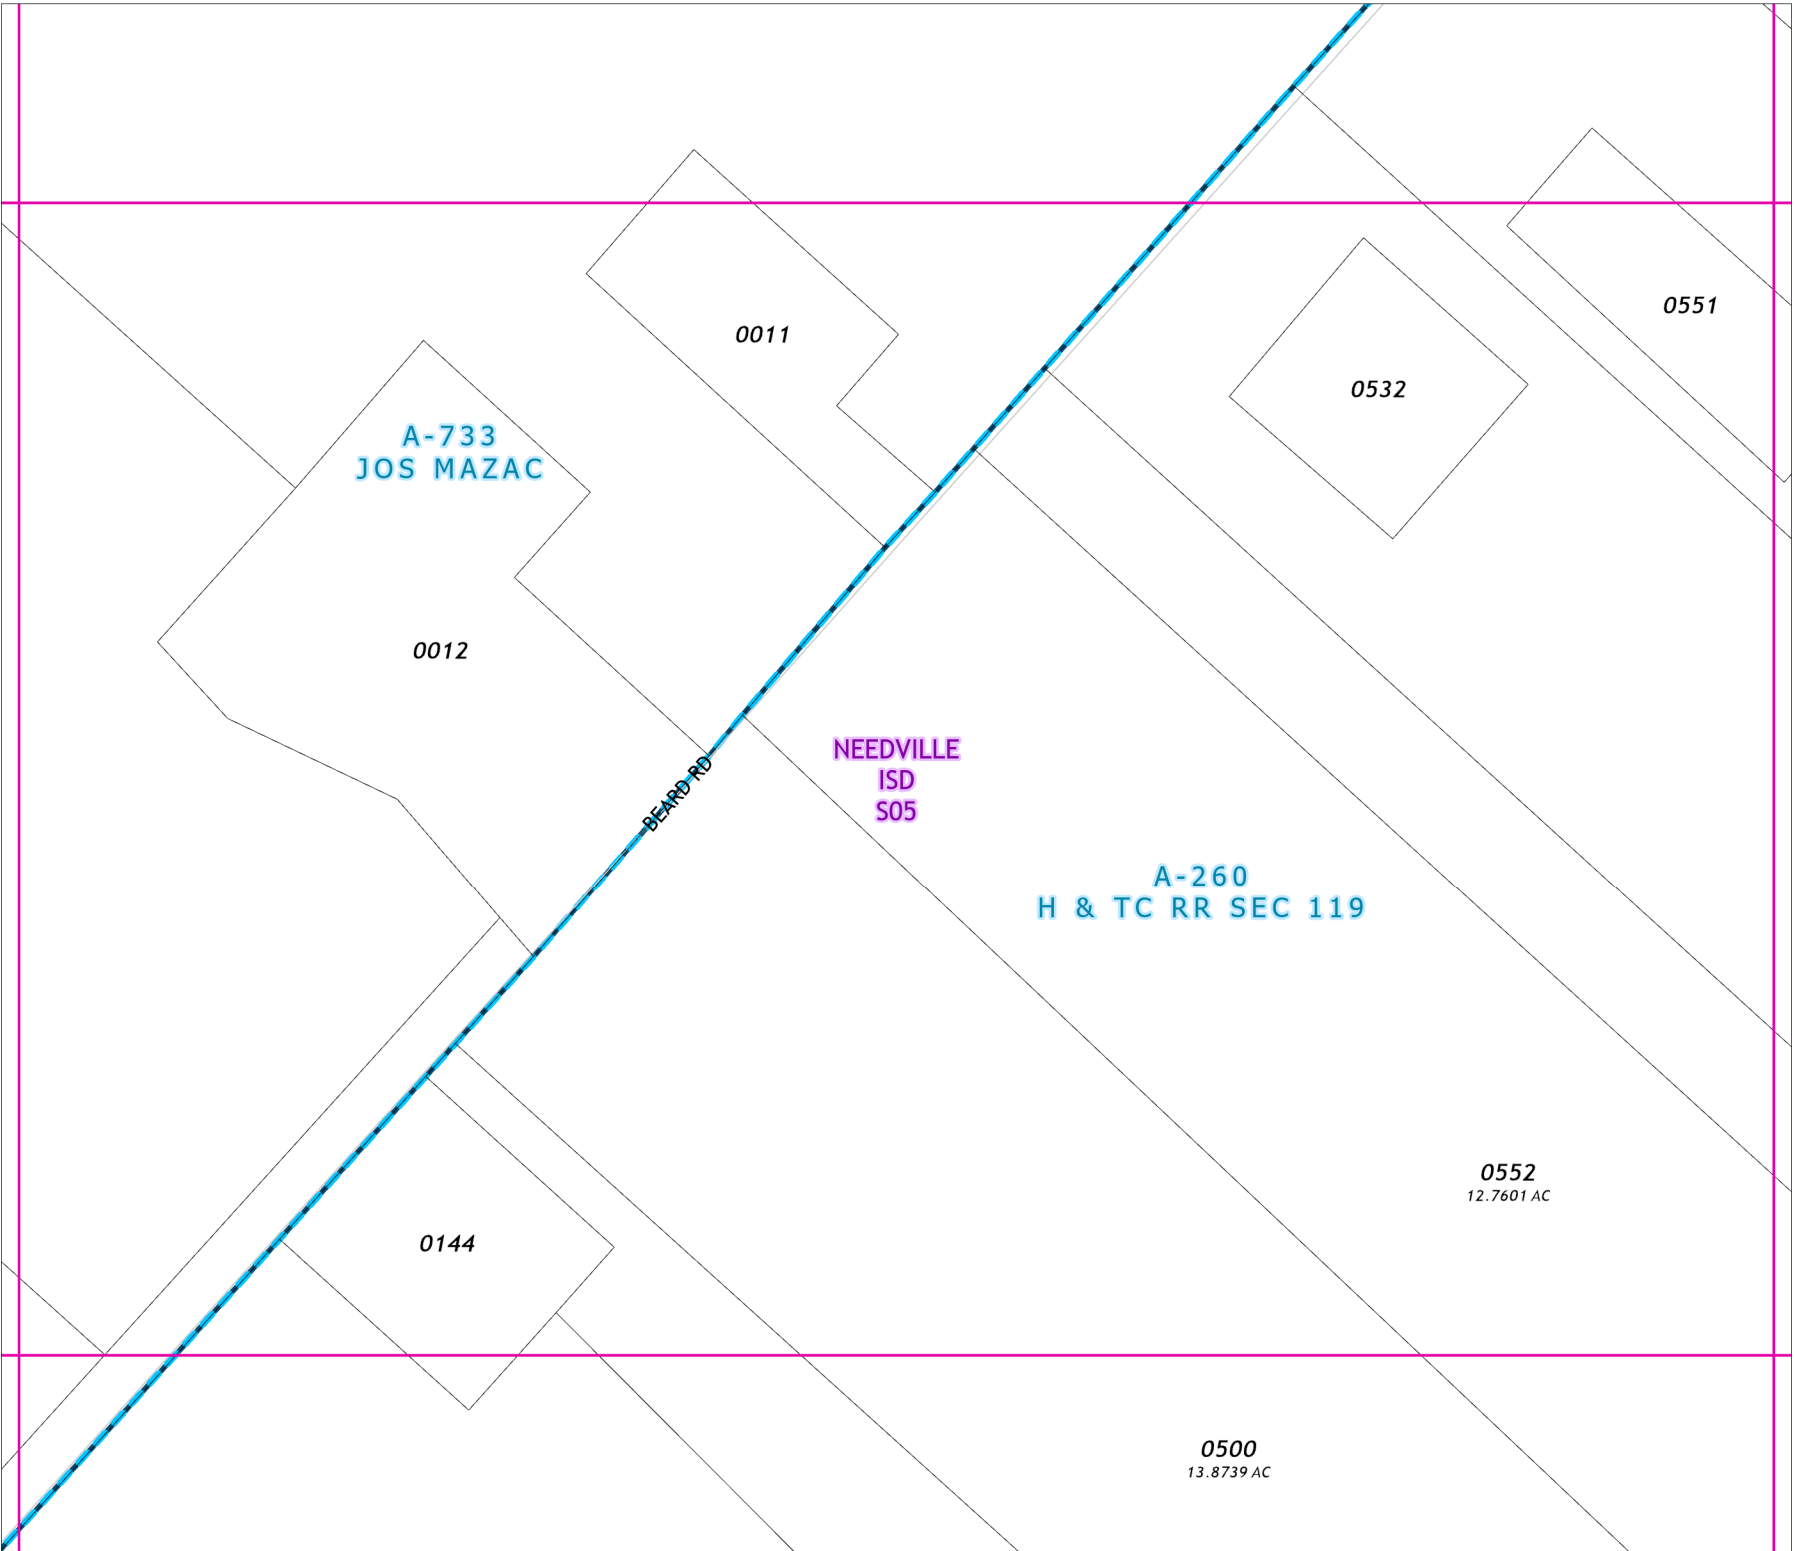 0551
0011
0532
A-733
JOS MAZAC
0012
NEEDVILLE
ISD
S05
BEARD RD
A-260
H & TC RR SEC 119
0552
12.7601 AC
0144
0500
13.8739 AC